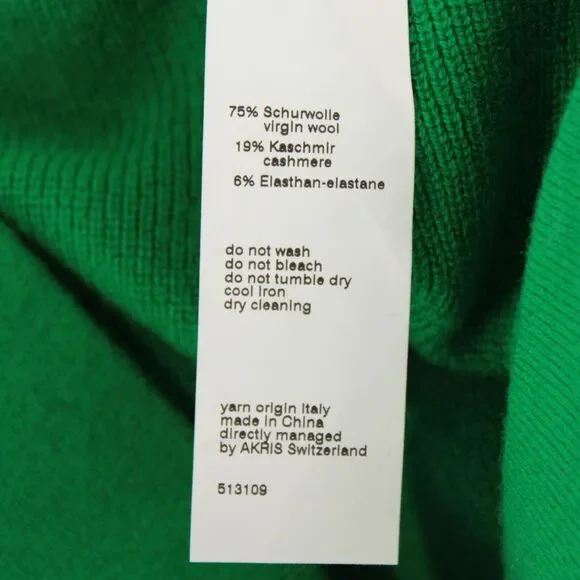 75% Schurwolle
virgin wool
19% Kaschmir
cashmere
6% Elasthan-elastane
do not wash
do not bleach
do not tumble dry
cool iron
dry cleaning
yarn origin Italy
made in China
directly managed
by AKRIS Switzerland
513109